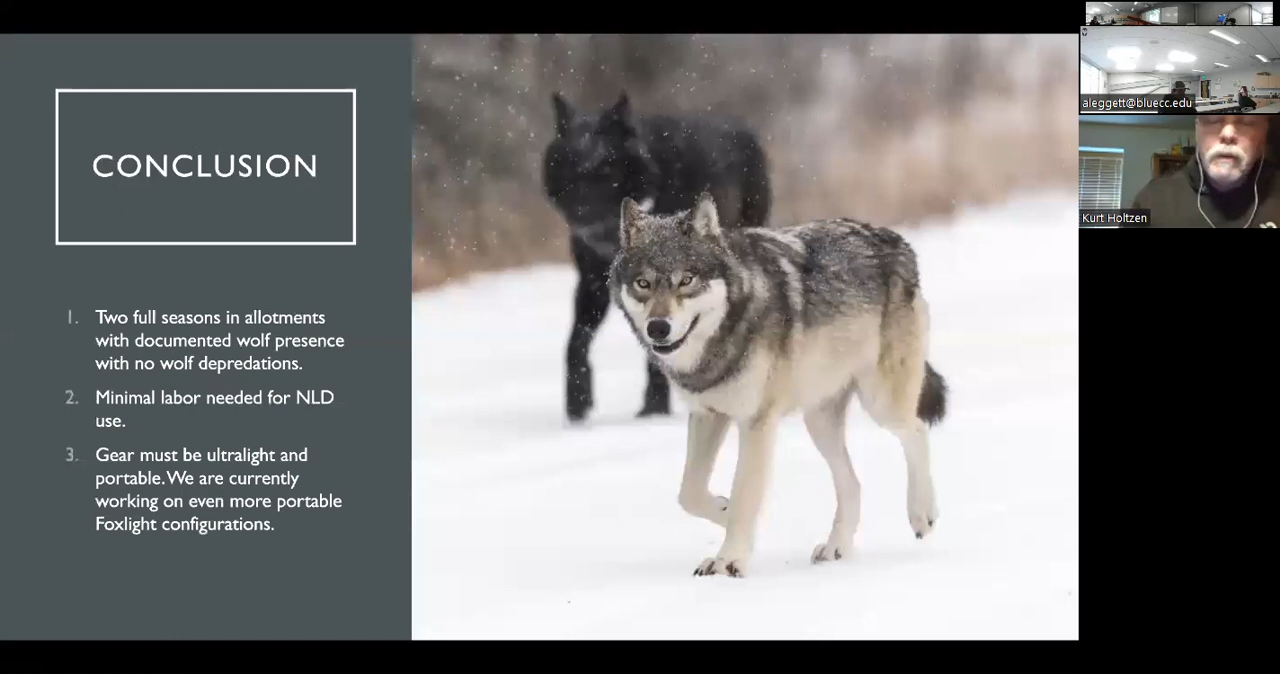 CONCLUSION
1. Two full seasons in allotments
with documented wolf presence
with no wolf depredations.
2. Minimal labor needed for NLD
use.
3. Gear must be ultralight and
portable. We are currently
working on even more portable
Foxlight configurations.
aleggett@bluecc.edu
Kurt Holtzen